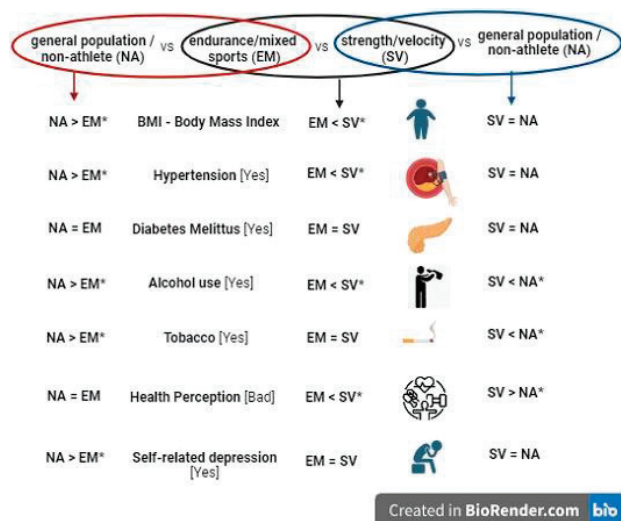 general population / vs endurance/mixed vs strength/velocity vs general population /
non-athlete (NA) sports (EM) (SV) non-athlete (NA)
NA > EM* BMI - Body Mass Index EM < SV* SV = NA
NA > EM* Hypertension [Yes] EM < SV* SV = NA
NA = EM Diabetes Melittus [Yes] EM = SV SV = NA
NA > EM* Alcohol use [Yes] EM < SV* SV < NA*
NA > EM* Tobacco [Yes] EM = SV SV < NA*
NA = EM Health Perception [Bad] EM < SV* SV > NA*
NA > EM* Self-related depression EM = SV SV = NA
[Yes]
Created in BioRender.com bio